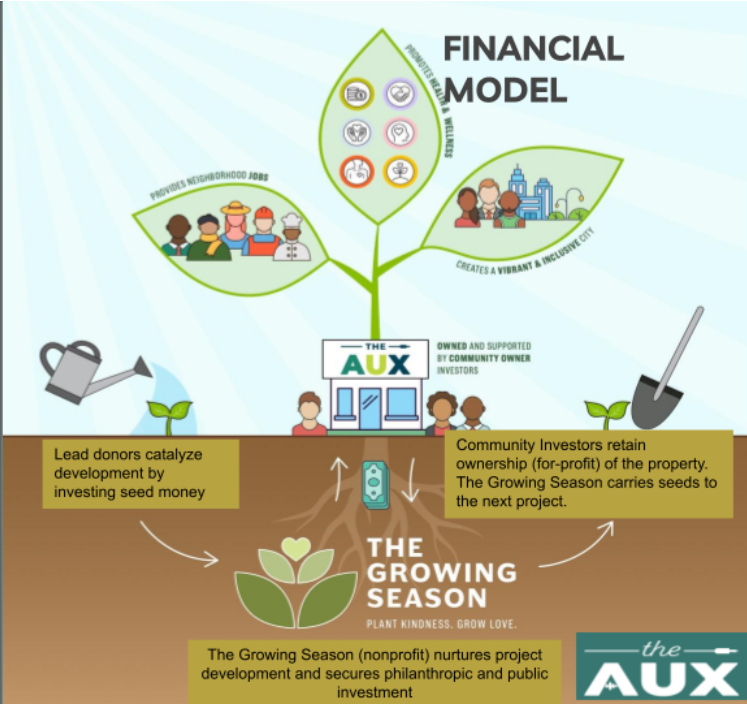 FINANCIAL
MODEL
PROMOTES HEALTH & WELLNESS
PROVIDES NEIGHBORHOOD JOBS
CREATES A VIBRANT & INCLUSIVE CITY
THE
AUX
OWNED AND SUPPORTED
BY COMMUNITY OWNER
INVESTORS
Lead donors catalyze
development by
investing seed money
Community Investors retain
ownership (for-profit) of the property.
The Growing Season carries seeds to
the next project.
THE
GROWING
SEASON
PLANT KINDNESS. GROW LOVE.
The Growing Season (nonprofit) nurtures project
development and secures philanthropic and public
investment
the
AUX